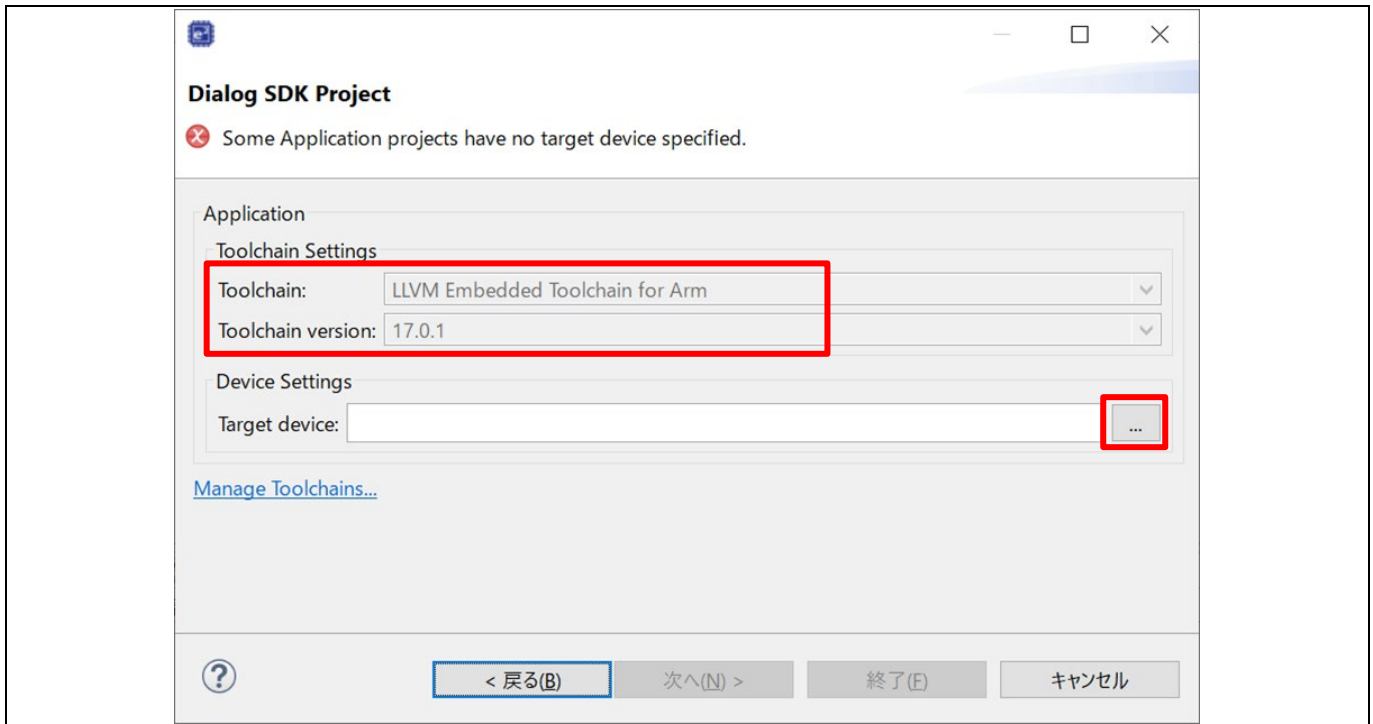 Dialog SDK Project
Some Application projects have no target device specified.
Application
Toolchain Settings
Toolchain: LLVM Embedded Toolchain for Arm
Toolchain version: 17.0.1
Device Settings
Target device: ...
Manage Toolchains...
? < 戻る(B) 次へ(N) > 終了(F) キャンセル